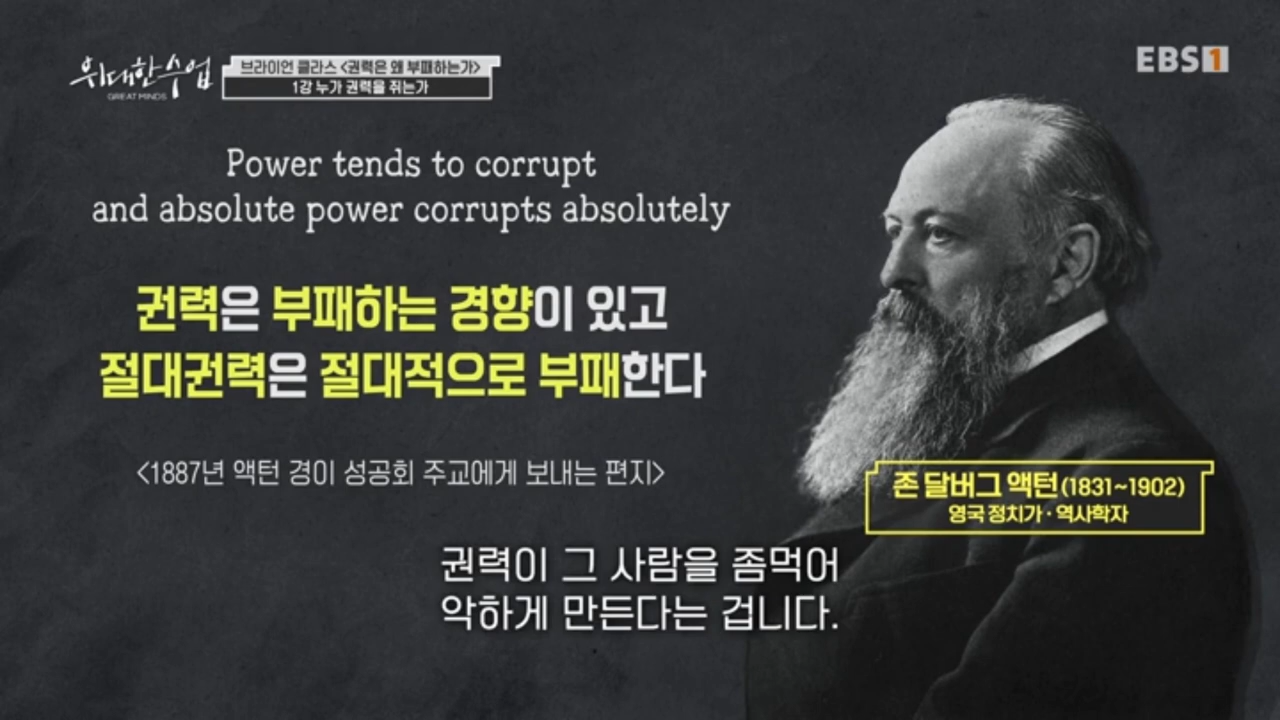 위대한수업
GREAT MINDS
브라이언 클라스 <권력은 왜 부패하는가>
1강 누가 권력을 쥐는가
EBS1
Power tends to corrupt
and absolute power corrupts absolutely
권력은 부패하는 경향이 있고
절대권력은 절대적으로 부패한다
<1887년 액턴 경이 성공회 주교에게 보내는 편지>
존 달버그 액턴(1831~1902)
영국 정치가·역사학자
권력이 그 사람을 좀먹어
악하게 만든다는 겁니다.